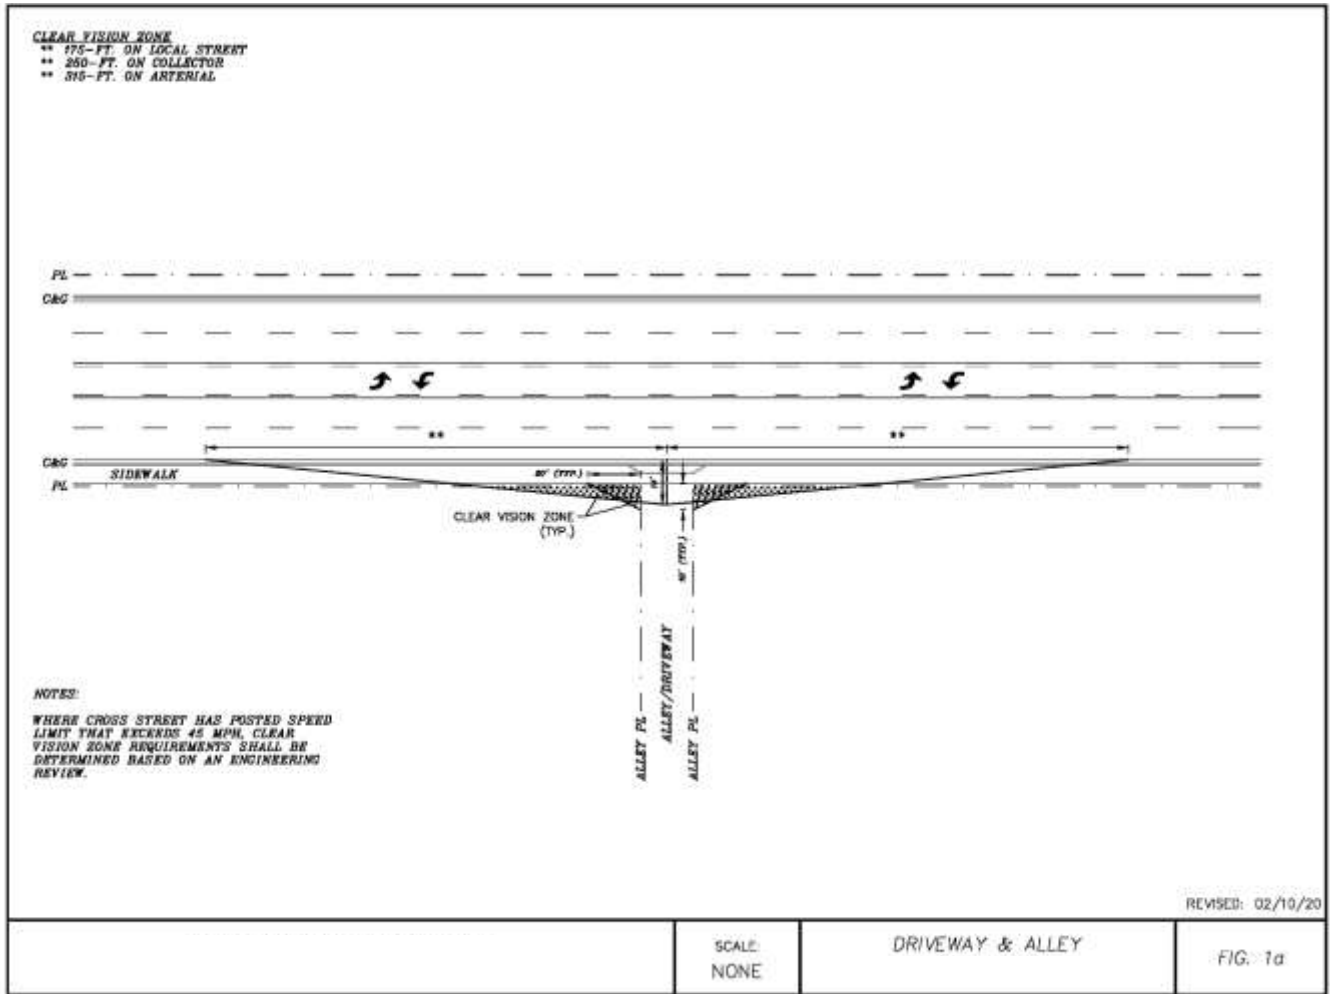 CLEAR VISION ZONE
** 175-FT. ON LOCAL STREET
** 250-FT. ON COLLECTOR
** 315-FT. ON ARTERIAL
PL
C&G
**
**
C&G
SIDEWALK
PL
(TYP.)
CLEAR VISION ZONE
(TYP.)
(TYP.)
ALLEY PL
ALLEY/DRIVEWAY
ALLEY PL
NOTES:
WHERE CROSS STREET HAS POSTED SPEED
LIMIT THAT EXCEEDS 45 MPH, CLEAR
VISION ZONE REQUIREMENTS SHALL BE
DETERMINED BASED ON AN ENGINEERING
REVIEW.
REVISED: 02/10/20
SCALE:
NONE
DRIVEWAY & ALLEY
FIG. 1a